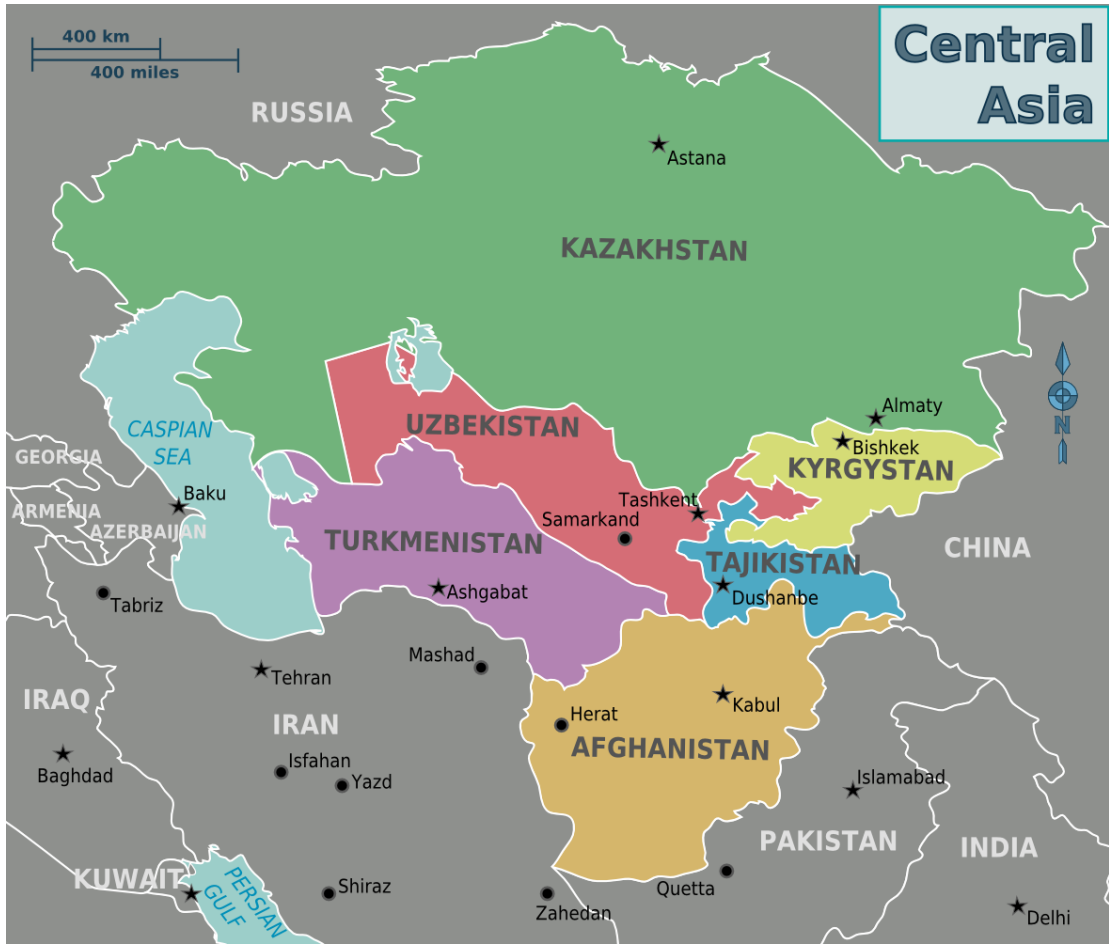 400 km
400 miles
Central
Asia
RUSSIA
Astana
KAZAKHSTAN
Almaty
Bishkek
KYRGYSTAN
UZBEKISTAN
CASPIAN
SEA
GEORGIA
ARMENIA
AZERBAIJAN
Baku
N
Tashkent
Samarkand
TURKMENISTAN
TAJIKISTAN
CHINA
Ashgabat
Dushanbe
Tabriz
Mashad
Tehran
IRAQ
IRAN
Herat
Kabul
AFGHANISTAN
Baghdad
Isfahan
Yazd
Islamabad
PAKISTAN
INDIA
KUWAIT
PERSIAN
GULF
Shiraz
Zahedan
Quetta
Delhi